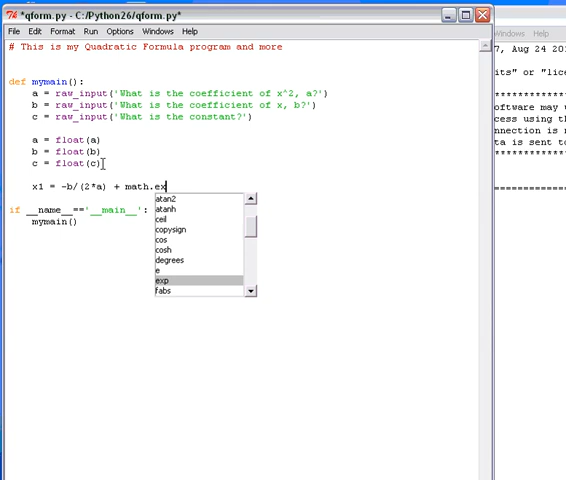 *qform.py - C:/Python26/qform.py*
File Edit Format Run Options Windows Help
# This is my Quadratic Formula program and more
def mymain():
a = raw_input('What is the coefficient of x^2, a?')
b = raw_input('What is the coefficient of x, b?')
c = raw_input('What is the constant?')
a = float(a)
b = float(b)
c = float(c)
x1 = -b/(2*a) + math.ex
atan2
atanh
ceil
copysign
cos
cosh
degrees
e
exp
fabs
if __name__=='__main__':
mymain()
Windows Help
7, Aug 24 201
its" or "lice
********************
oftware may w
cess using th
nnection is n
ta is sent to
********************
====================